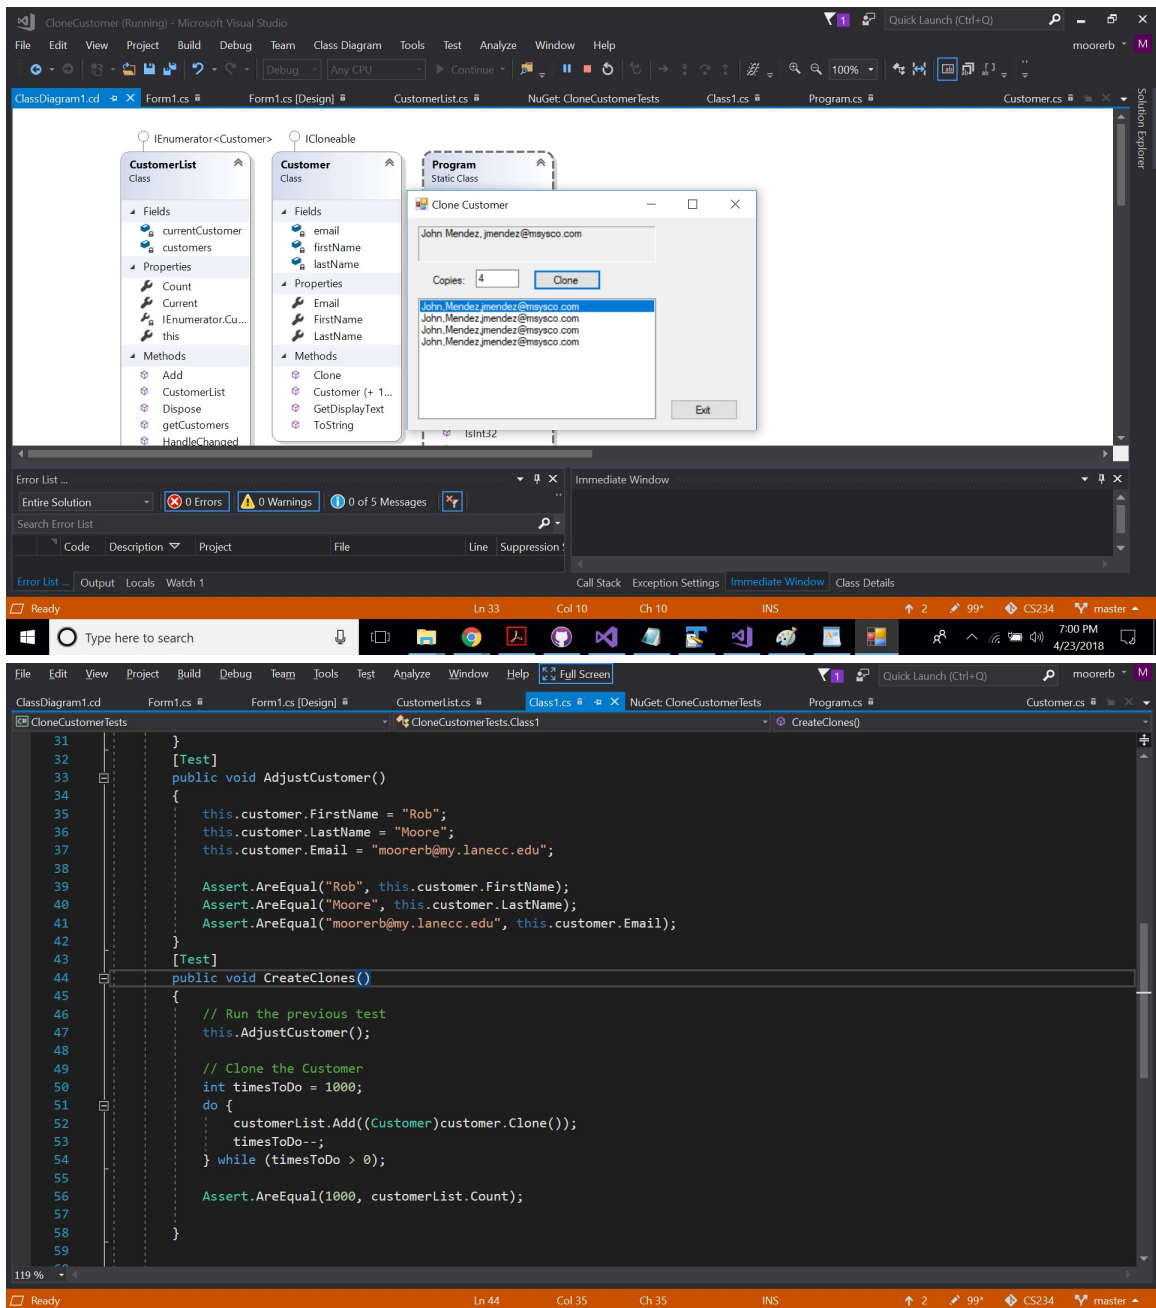 CloneCustomer (Running) - Microsoft Visual Studio
1
Quick Launch (Ctrl+Q)
File Edit View Project Build Debug Team Class Diagram Tools Test Analyze Window Help
moorerb M
Debug Any CPU Continue 100%
ClassDiagram1.cd Form1.cs Form1.cs [Design] CustomerList.cs NuGet: CloneCustomerTests Class1.cs Program.cs Customer.cs
Solution Explorer
IEnumerator<Customer>
ICloneable
CustomerList
Class
Fields
currentCustomer
customers
Properties
Count
Current
IEnumerator.Cu...
this
Methods
Add
CustomerList
Dispose
getCustomers
HandleChanged
Customer
Class
Fields
email
firstName
lastName
Properties
Email
FirstName
LastName
Methods
Clone
Customer (+ 1...
GetDisplayText
ToString
Program
Static Class
IsInt32
Clone Customer
John Mendez, jmendez@msysco.com
Copies: 4 Clone
John,Mendez,jmendez@msysco.com
John,Mendez,jmendez@msysco.com
John,Mendez,jmendez@msysco.com
John,Mendez,jmendez@msysco.com
Exit
Error List ...
Entire Solution 0 Errors 0 Warnings 0 of 5 Messages
Search Error List
Code Description Project File Line Suppression S
Error List ... Output Locals Watch 1
Immediate Window
Call Stack Exception Settings Immediate Window Class Details
Ready Ln 33 Col 10 Ch 10 INS 2 99* CS234 master
Type here to search
7:00 PM
4/23/2018
File Edit View Project Build Debug Team Tools Test Analyze Window Help Full Screen
1 Quick Launch (Ctrl+Q) moorerb M
ClassDiagram1.cd Form1.cs Form1.cs [Design] CustomerList.cs Class1.cs NuGet: CloneCustomerTests Program.cs Customer.cs
CloneCustomerTests CloneCustomerTests.Class1 CreateClones()
31 }
32 [Test]
33 public void AdjustCustomer()
34 {
35 this.customer.FirstName = "Rob";
36 this.customer.LastName = "Moore";
37 this.customer.Email = "moorerb@my.lanecc.edu";
38
39 Assert.AreEqual("Rob", this.customer.FirstName);
40 Assert.AreEqual("Moore", this.customer.LastName);
41 Assert.AreEqual("moorerb@my.lanecc.edu", this.customer.Email);
42 }
43 [Test]
44 public void CreateClones()
45 {
46 // Run the previous test
47 this.AdjustCustomer();
48
49 // Clone the Customer
50 int timesToDo = 1000;
51 do {
52 customerList.Add((Customer)customer.Clone());
53 timesToDo--;
54 } while (timesToDo > 0);
55
56 Assert.AreEqual(1000, customerList.Count);
57
58 }
59
119 %
Ready Ln 44 Col 35 Ch 35 INS 2 99* CS234 master